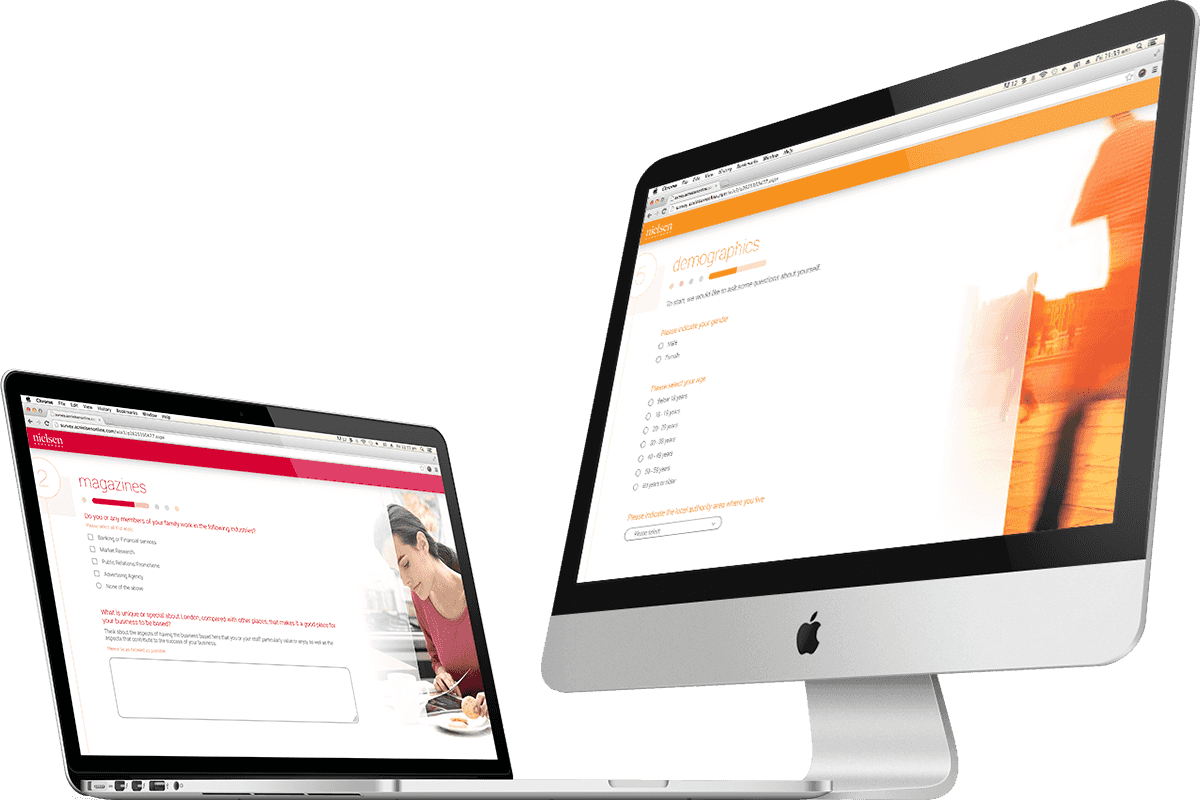 Chrome File Edit View History Bookmarks Window Help
survey.acnielsenonline.com
nielsen
2
magazines
Do you or any members of your family work in the following industries?
Please select all that apply
Banking or Financial services
Market Research
Public Relations/Promotions
Advertising Agency
None of the above
What is unique or special about London, compared with other places, that makes it a good place for
your business to be based?
Think about the aspects of having the business based here that you or your staff particularly value or enjoy as well as the
aspects that contribute to the success of your business.
Please be as detailed as possible
Chrome File Edit View History Bookmarks Window Help
nielsen
5
demographics
To start, we would like to ask some questions about yourself.
Please indicate your gender
Male
Female
Please select your age
Below 16 years
16 - 19 years
20 - 29 years
30 - 39 years
40 - 49 years
50 - 59 years
60 years or older
Please indicate the local authority area where you live
Please select